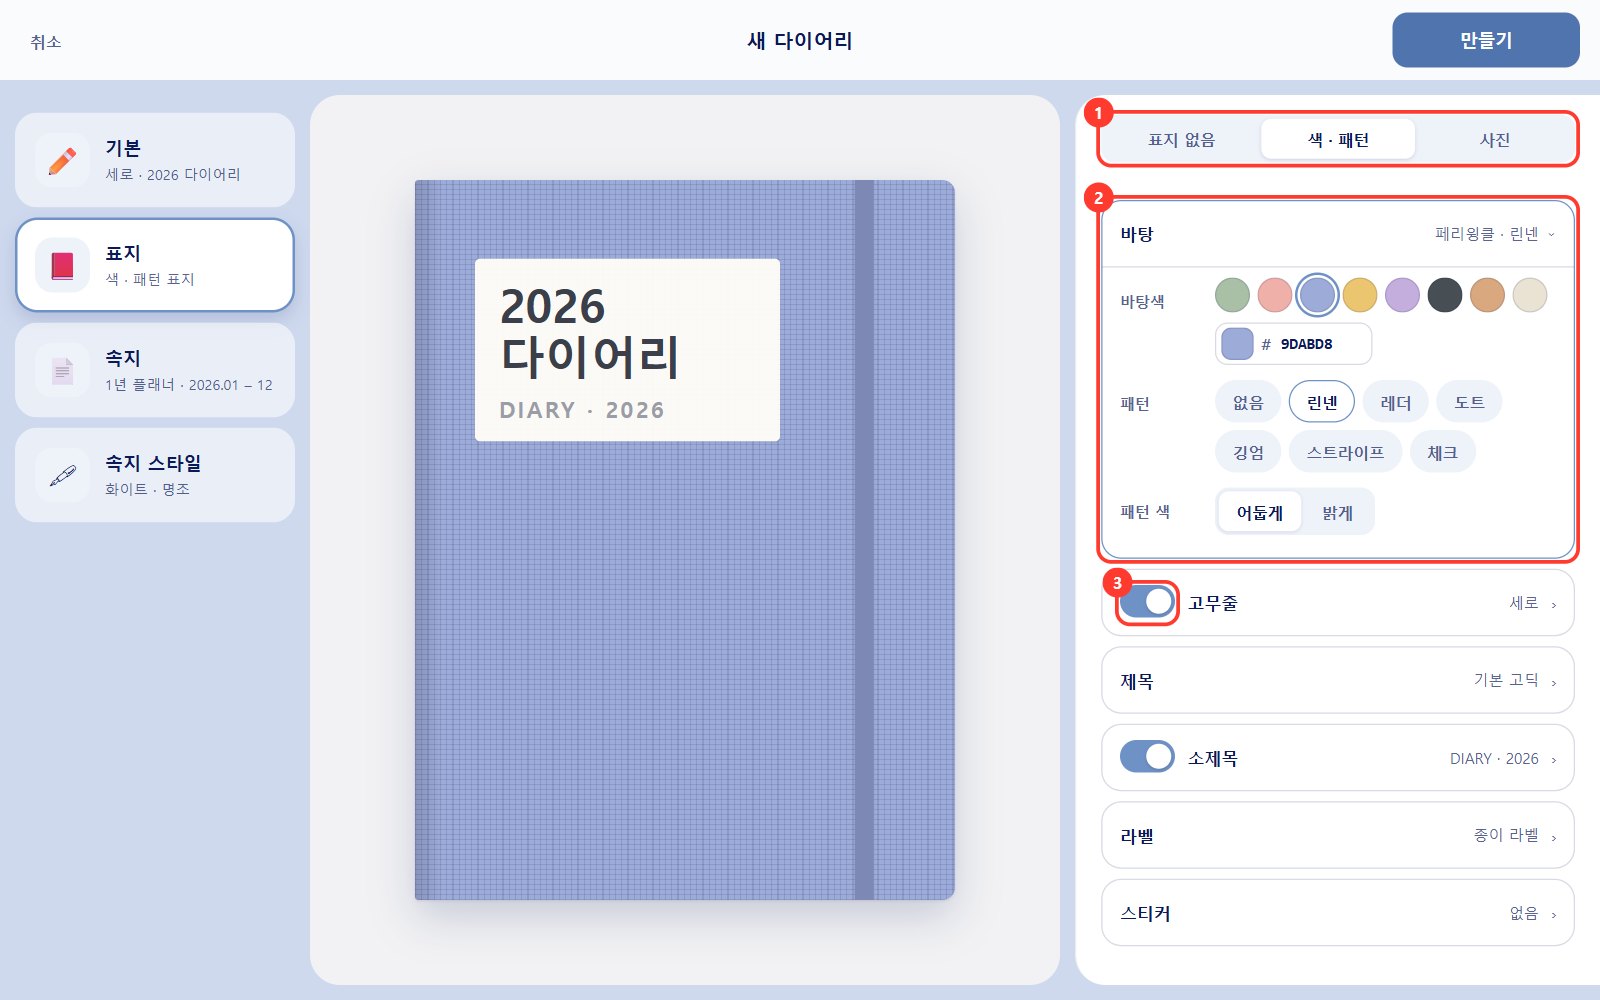 취소
새 다이어리
만들기
기본
세로 · 2026 다이어리
표지
색 · 패턴 표지
속지
1년 플래너 · 2026.01 – 12
속지 스타일
화이트 · 명조
2026
다이어리
DIARY · 2026
1
표지 없음
색 · 패턴
사진
2
바탕
페리윙클 · 린넨
바탕색
# 9DABD8
패턴
없음
린넨
레더
도트
깅엄
스트라이프
체크
패턴 색
어둡게
밝게
3
고무줄
세로
제목
기본 고딕
소제목
DIARY · 2026
라벨
종이 라벨
스티커
없음